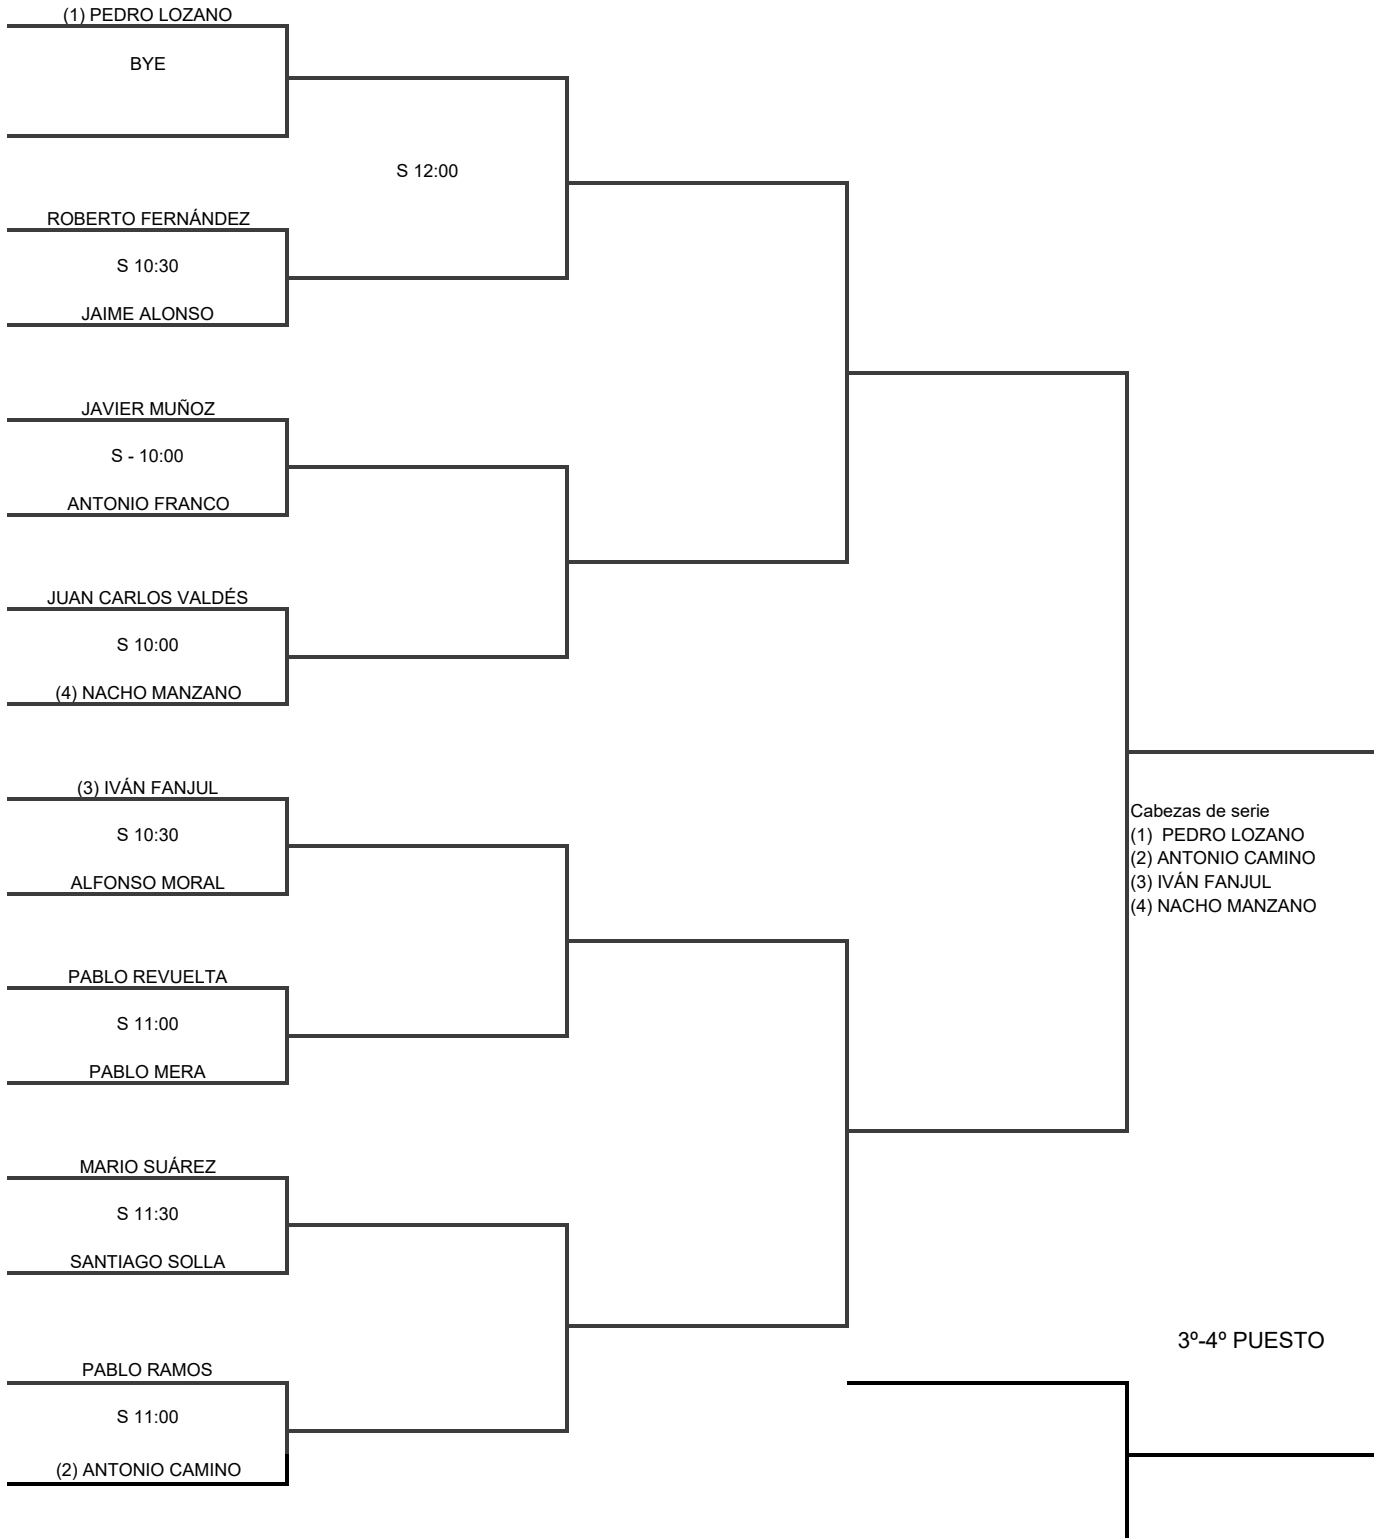 (1) PEDRO LOZANO
BYE
S 12:00
ROBERTO FERNÁNDEZ
S 10:30
JAIME ALONSO
JAVIER MUÑOZ
S - 10:00
ANTONIO FRANCO
JUAN CARLOS VALDÉS
S 10:00
(4) NACHO MANZANO
(3) IVÁN FANJUL
S 10:30
ALFONSO MORAL
Cabezas de serie
(1)  PEDRO LOZANO
(2) ANTONIO CAMINO
(3) IVÁN FANJUL
(4) NACHO MANZANO
PABLO REVUELTA
S 11:00
PABLO MERA
MARIO SUÁREZ
S 11:30
SANTIAGO SOLLA
3º-4º PUESTO
PABLO RAMOS
S 11:00
(2) ANTONIO CAMINO